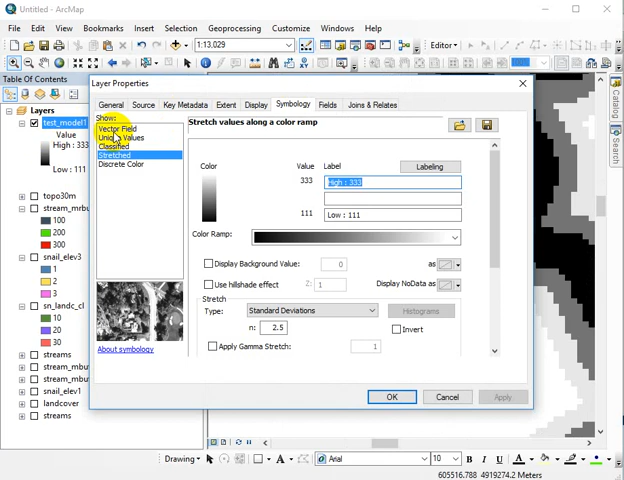 Untitled - ArcMap
File Edit View Bookmarks Insert Selection Geoprocessing Customize Windows Help
1:13,029
Editor
100%
Table Of Contents
Layers
test_model1
Value
High : 333
Low : 111
topo30m
stream_mrb
100
200
300
snail_elev3
1
2
3
sn_landc_cl
10
20
30
streams
stream_mbu
stream_mbu
snail_elev1
landcover
streams
Layer Properties
General Source Key Metadata Extent Display Symbology Fields Joins & Relates
Show:
Vector Field
Unique Values
Classified
Stretched
Discrete Color
About symbology
Stretch values along a color ramp
Color Value Label Labeling
333 High : 333
111 Low : 111
Color Ramp:
Display Background Value: 0 as
Use hillshade effect Z: 1 Display NoData as
Stretch
Type: Standard Deviations Histograms
n: 2.5 Invert
Apply Gamma Stretch: 1
OK Cancel Apply
Catalog
Search
Drawing Arial 10 B I U A
605516.788 4919274.2 Meters